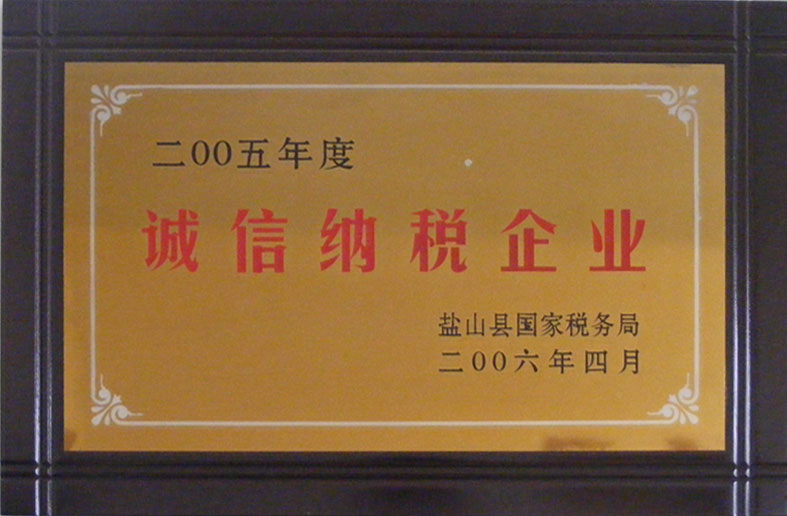 二00五年度
诚信纳税企业
盐山县国家税务局
二00六年四月